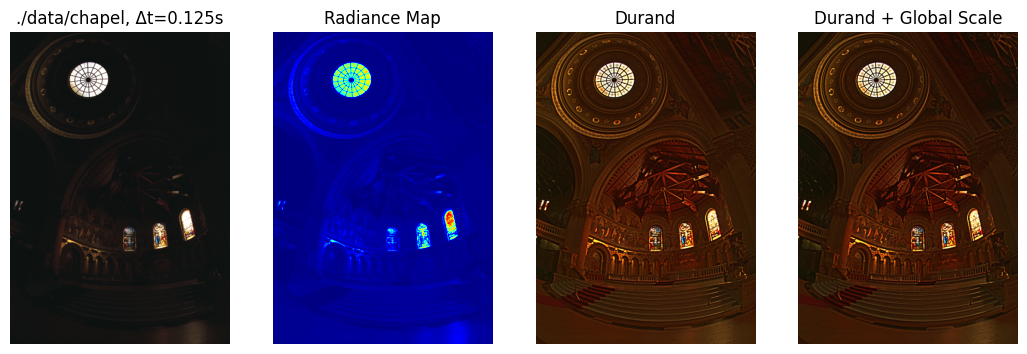 ./data/chapel, Δt=0.125s
Radiance Map
Durand
Durand + Global Scale